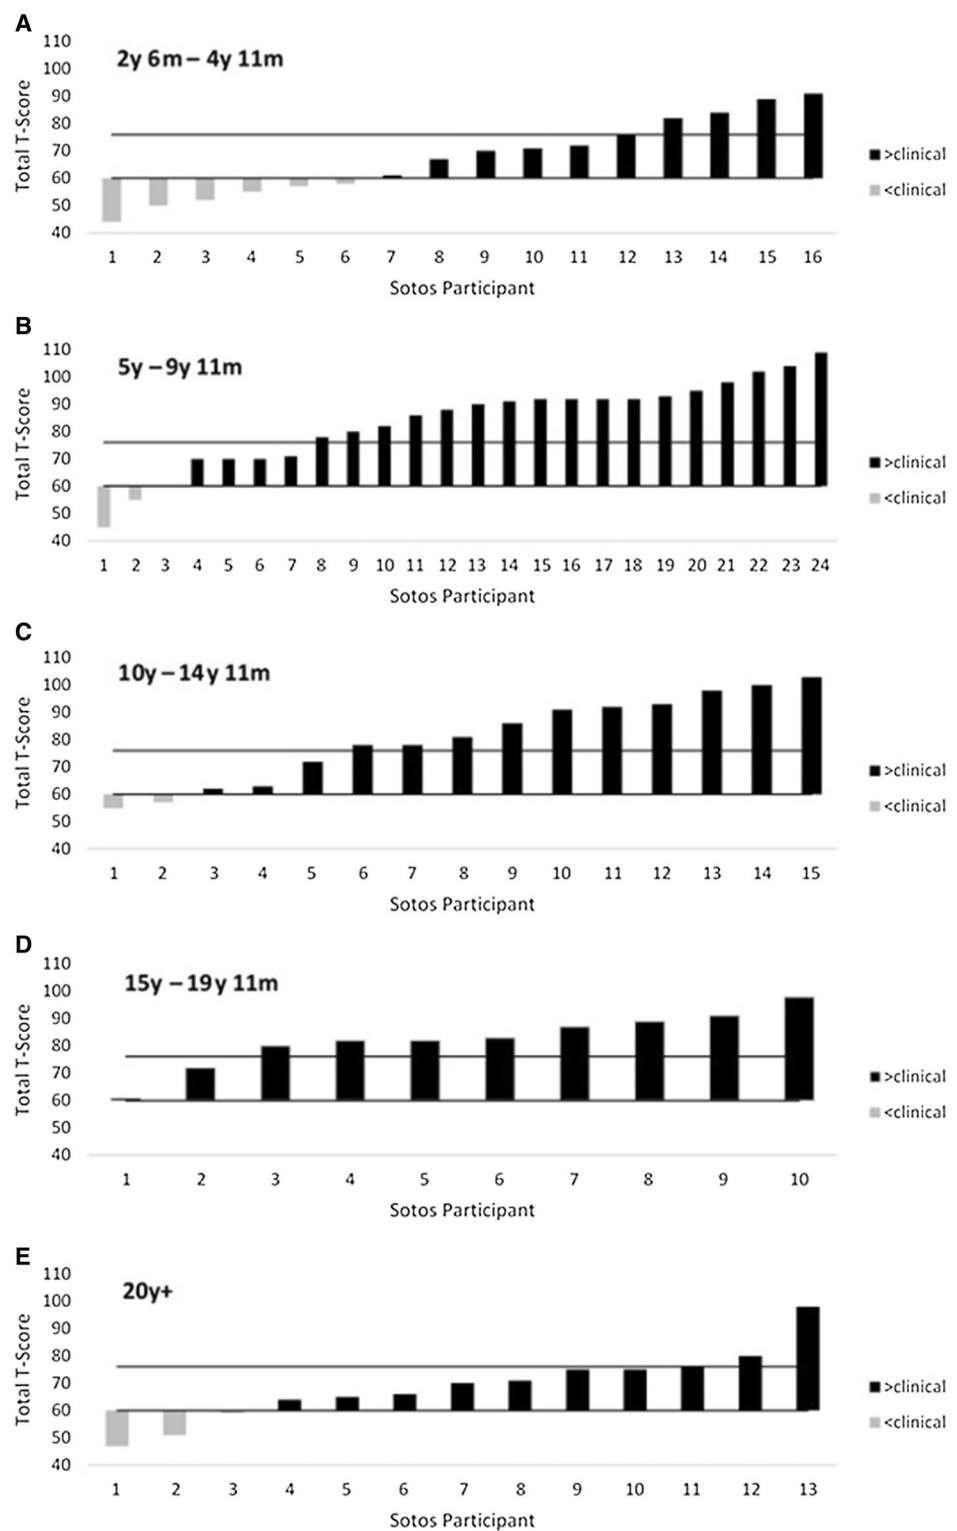 A
2y 6m – 4y 11m
Total T-Score
110
100
90
80
70
60
50
40
1 2 3 4 5 6 7 8 9 10 11 12 13 14 15 16
Sotos Participant
>clinical
<clinical
B
5y – 9y 11m
Total T-Score
110
100
90
80
70
60
50
40
1 2 3 4 5 6 7 8 9 10 11 12 13 14 15 16 17 18 19 20 21 22 23 24
Sotos Participant
>clinical
<clinical
C
10y – 14y 11m
Total T-Score
110
100
90
80
70
60
50
40
1 2 3 4 5 6 7 8 9 10 11 12 13 14 15
Sotos Participant
>clinical
<clinical
D
15y – 19y 11m
Total T-Score
110
100
90
80
70
60
50
40
1 2 3 4 5 6 7 8 9 10
Sotos Participant
>clinical
<clinical
E
20y+
Total T-Score
110
100
90
80
70
60
50
40
1 2 3 4 5 6 7 8 9 10 11 12 13
Sotos Participant
>clinical
<clinical